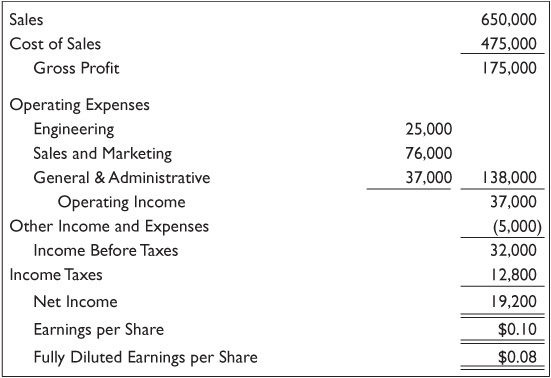 Sales 650,000
Cost of Sales 475,000
Gross Profit 175,000
Operating Expenses
Engineering 25,000
Sales and Marketing 76,000
General & Administrative 37,000 138,000
Operating Income 37,000
Other Income and Expenses (5,000)
Income Before Taxes 32,000
Income Taxes 12,800
Net Income 19,200
Earnings per Share $0.10
Fully Diluted Earnings per Share $0.08